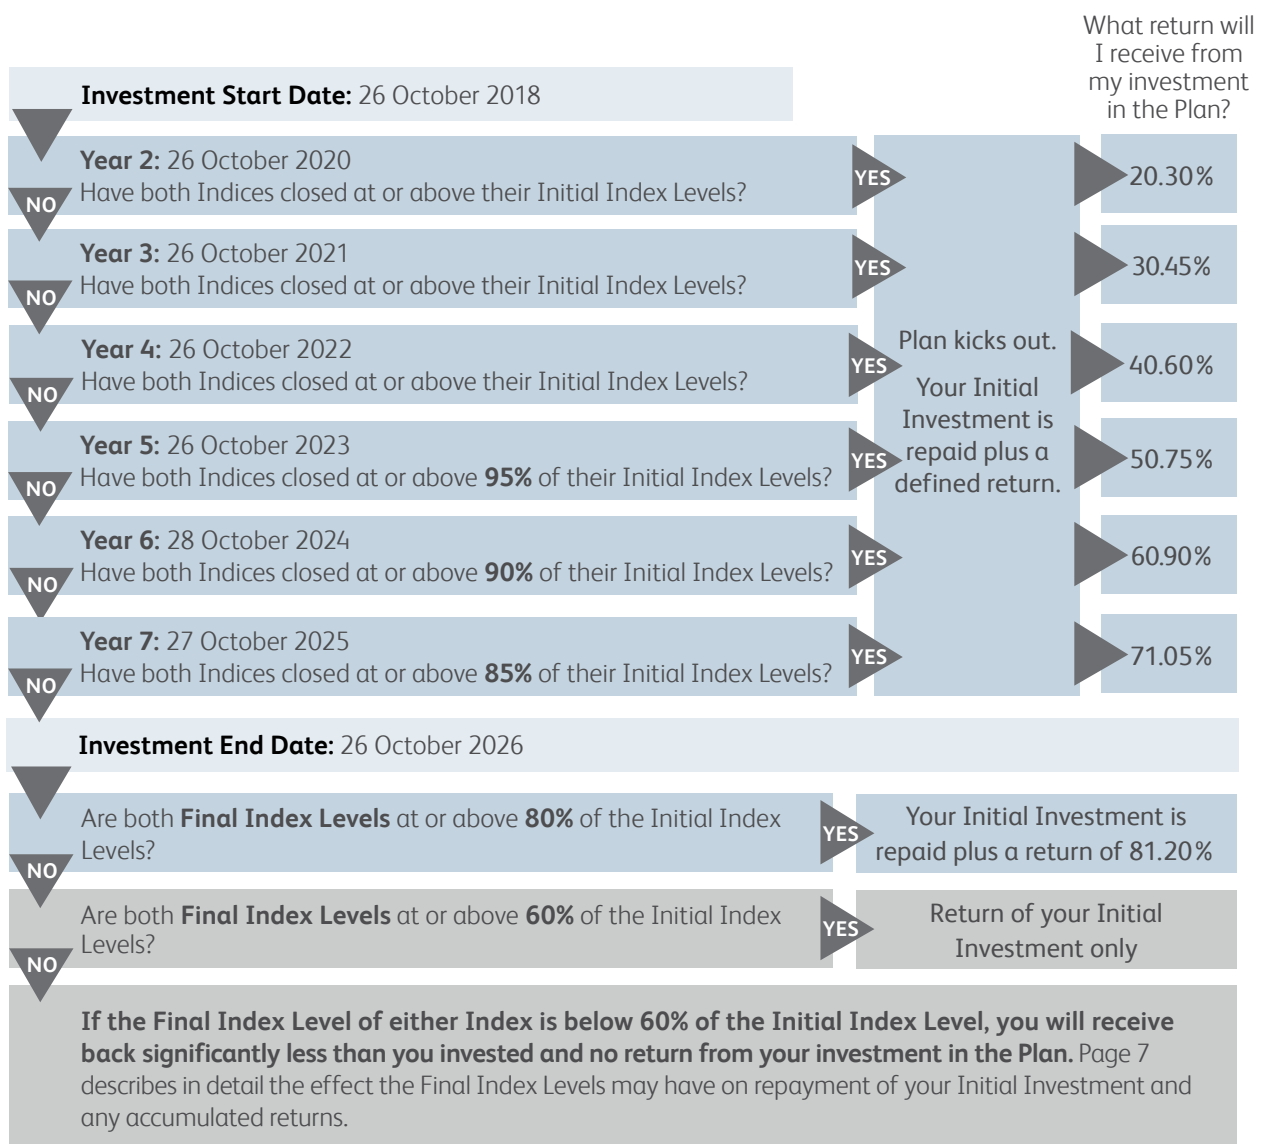 What return will
I receive from
my investment
in the Plan?
Investment Start Date: 26 October 2018
Year 2: 26 October 2020
Have both Indices closed at or above their Initial Index Levels?
YES
20.30%
NO
Year 3: 26 October 2021
Have both Indices closed at or above their Initial Index Levels?
YES
30.45%
NO
Year 4: 26 October 2022
Have both Indices closed at or above their Initial Index Levels?
YES
40.60%
NO
Plan kicks out.
Your Initial
Investment is
repaid plus a
defined return.
Year 5: 26 October 2023
Have both Indices closed at or above 95% of their Initial Index Levels?
YES
50.75%
NO
Year 6: 28 October 2024
Have both Indices closed at or above 90% of their Initial Index Levels?
YES
60.90%
NO
Year 7: 27 October 2025
Have both Indices closed at or above 85% of their Initial Index Levels?
YES
71.05%
NO
Investment End Date: 26 October 2026
Are both Final Index Levels at or above 80% of the Initial Index
Levels?
YES
Your Initial Investment is
repaid plus a return of 81.20%
NO
Are both Final Index Levels at or above 60% of the Initial Index
Levels?
YES
Return of your Initial
Investment only
NO
If the Final Index Level of either Index is below 60% of the Initial Index Level, you will receive
back significantly less than you invested and no return from your investment in the Plan. Page 7
describes in detail the effect the Final Index Levels may have on repayment of your Initial Investment and
any accumulated returns.